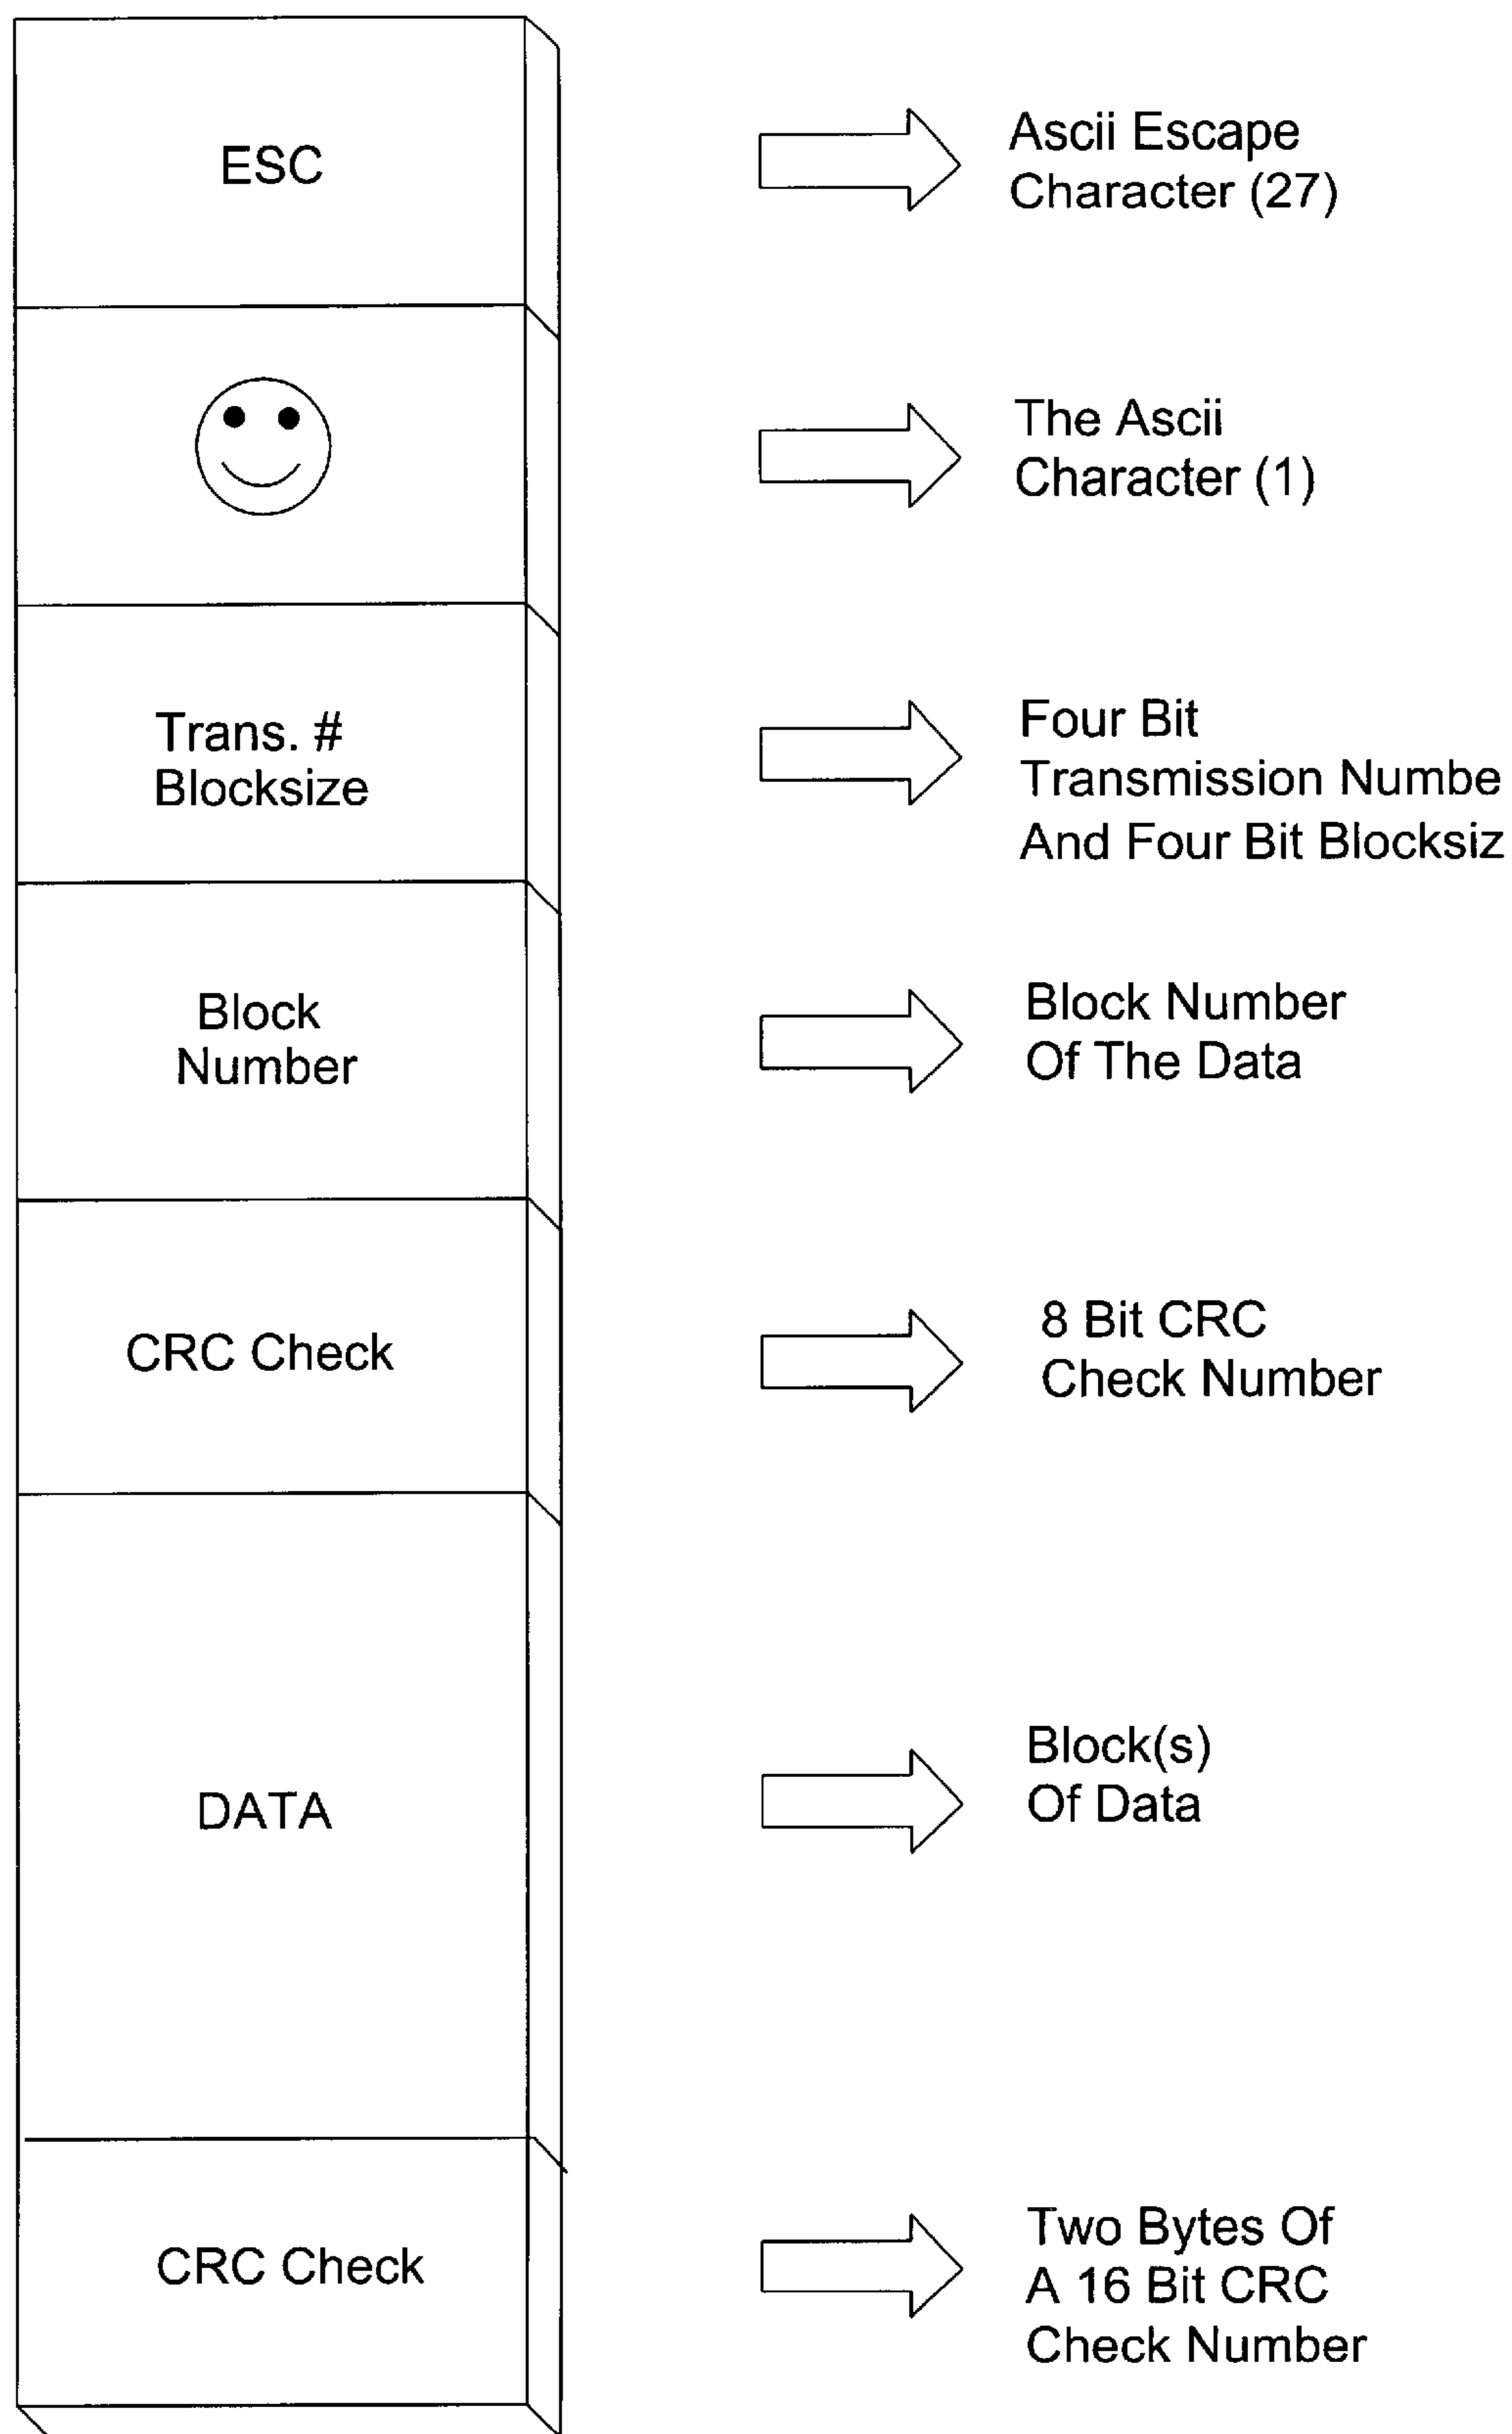 ESC
Ascii Escape
Character (27)
The Ascii
Character (1)
Trans. #
Blocksize
Four Bit
Transmission Numbe
And Four Bit Blocksiz
Block
Number
Block Number
Of The Data
CRC Check
8 Bit CRC
Check Number
DATA
Block(s)
Of Data
CRC Check
Two Bytes Of
A 16 Bit CRC
Check Number